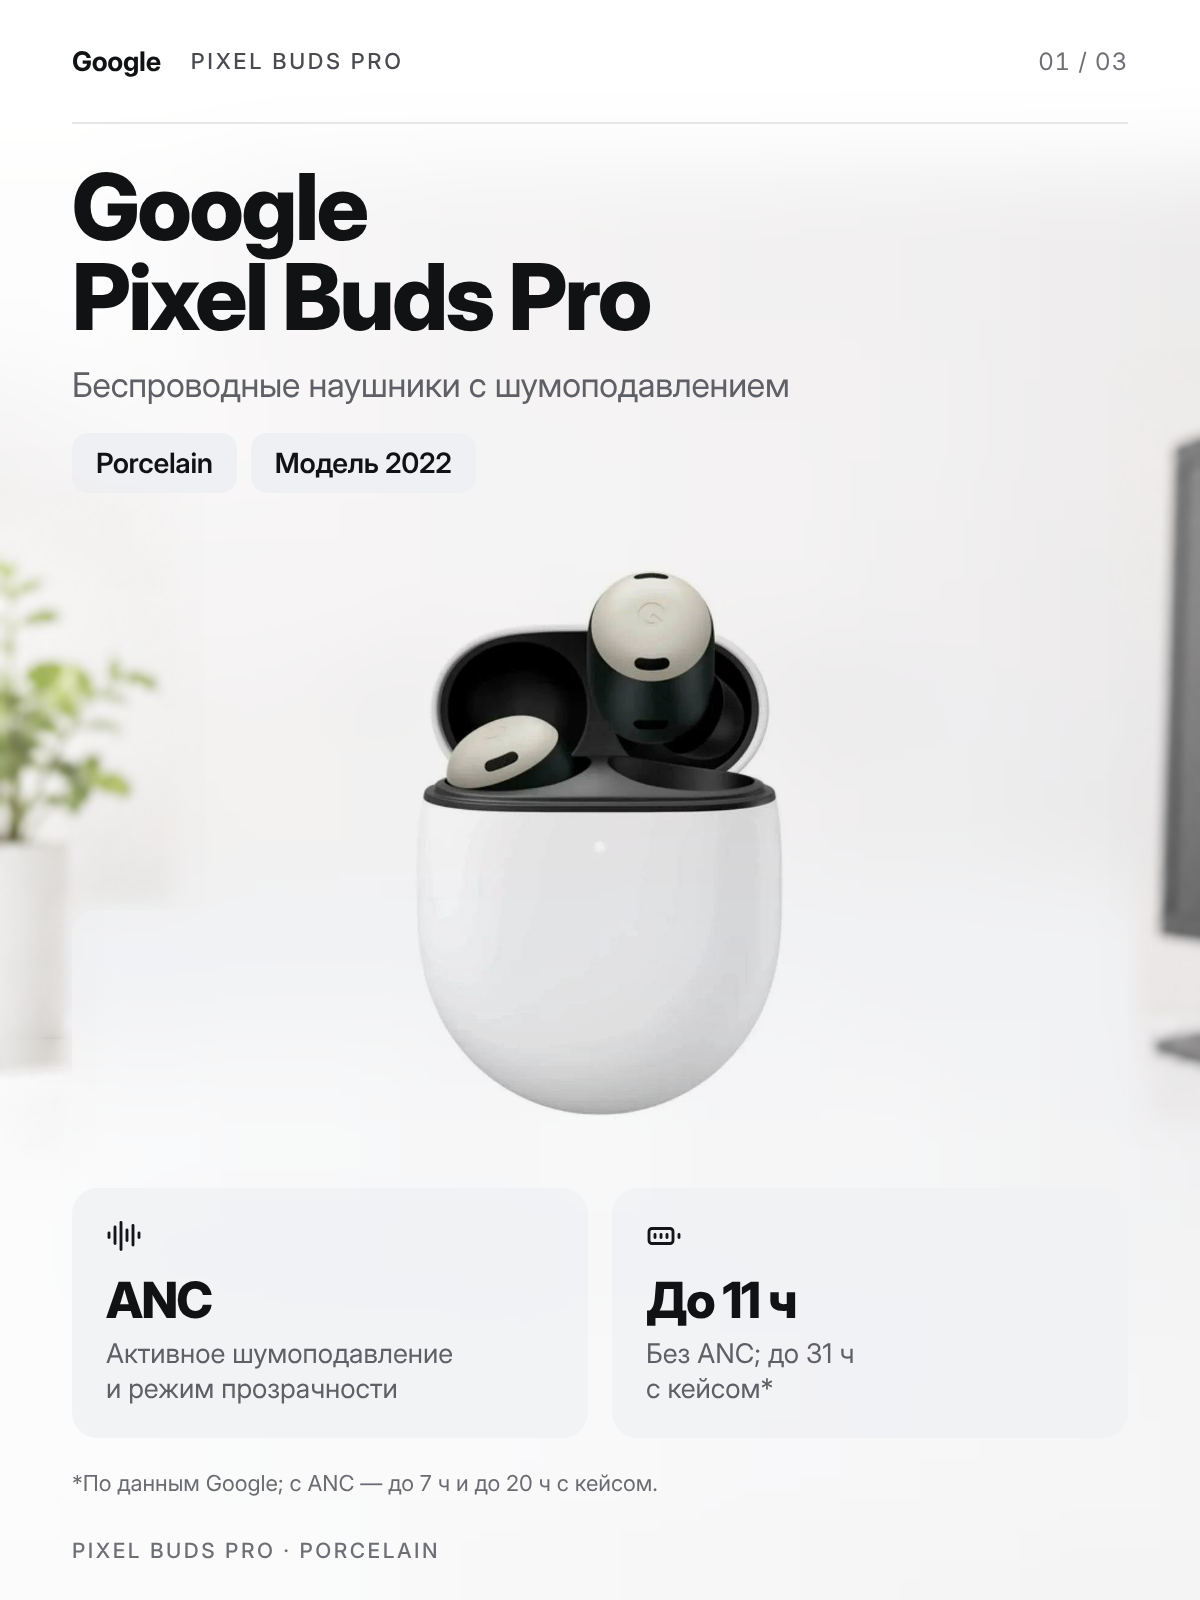 Google PIXEL BUDS PRO 01 / 03
Google
Pixel Buds Pro
Беспроводные наушники с шумоподавлением
Porcelain Модель 2022
ANC
Активное шумоподавление
и режим прозрачности
До 11 ч
Без ANC; до 31 ч
с кейсом*
*По данным Google; с ANC — до 7 ч и до 20 ч с кейсом.
PIXEL BUDS PRO · PORCELAIN